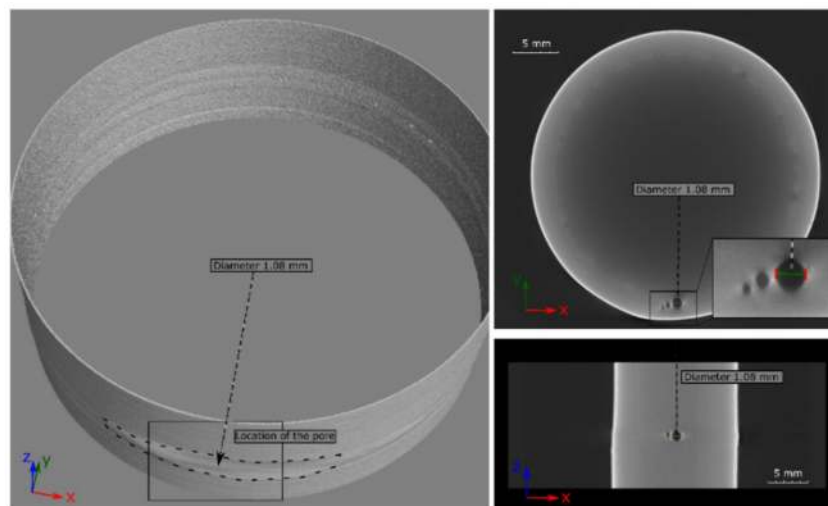 Diameter 1.08 mm
Location of the pore
z
y
x
5 mm
Diameter 1.08 mm
Y
X
Diameter 1.08 mm
5 mm
Z
X